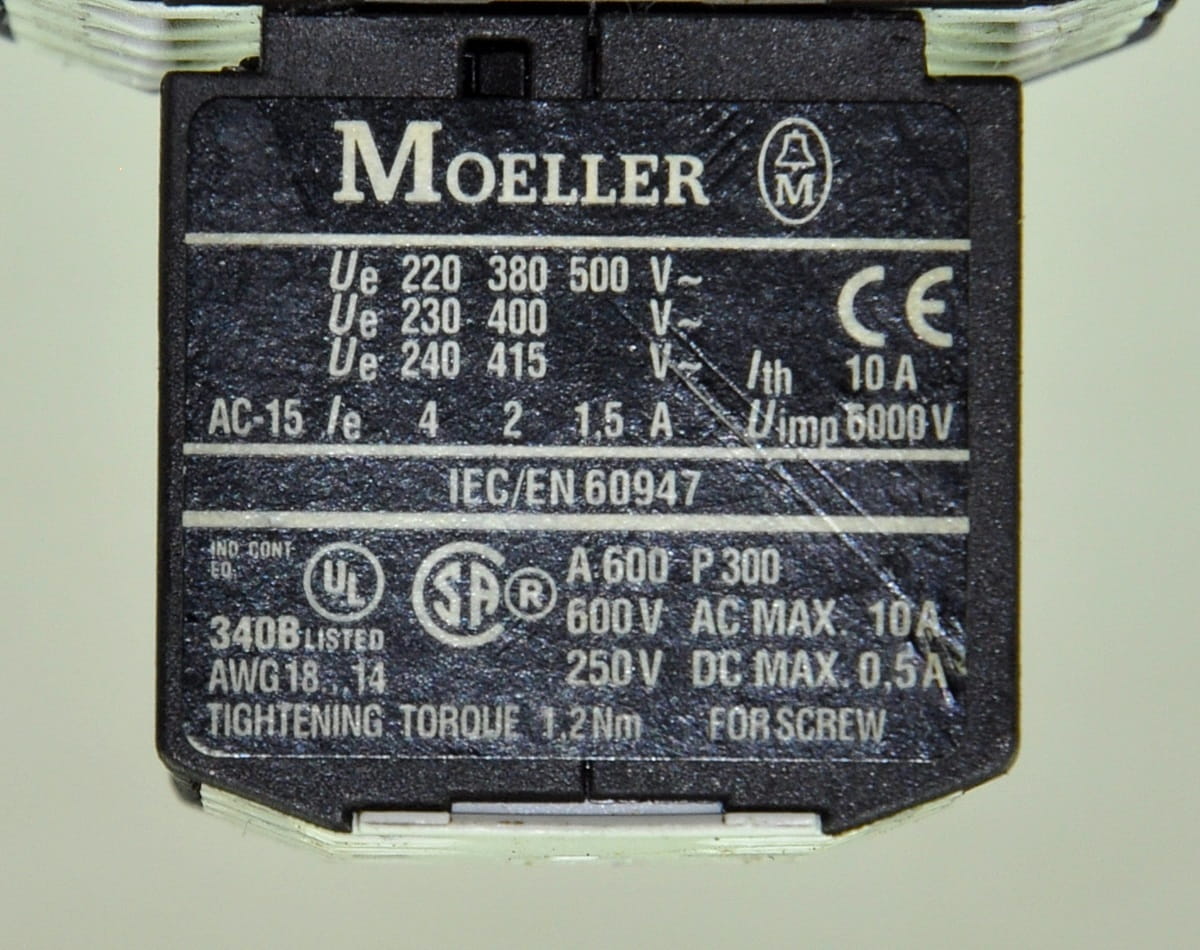 MOELLER
M
Ue 220 380 500 V~
Ue 230 400 V~
Ue 240 415 V~
CE
Ith 10 A
AC-15 Ie 4 2 1,5 A
Uimp 6000 V
IEC/EN 60947
IND CONT
EQ.
UL
340B LISTED
AWG 18...14
SA ®
A 600 P 300
600 V AC MAX. 10 A
250 V DC MAX. 0,5 A
TIGHTENING TORQUE 1,2 Nm FOR SCREW